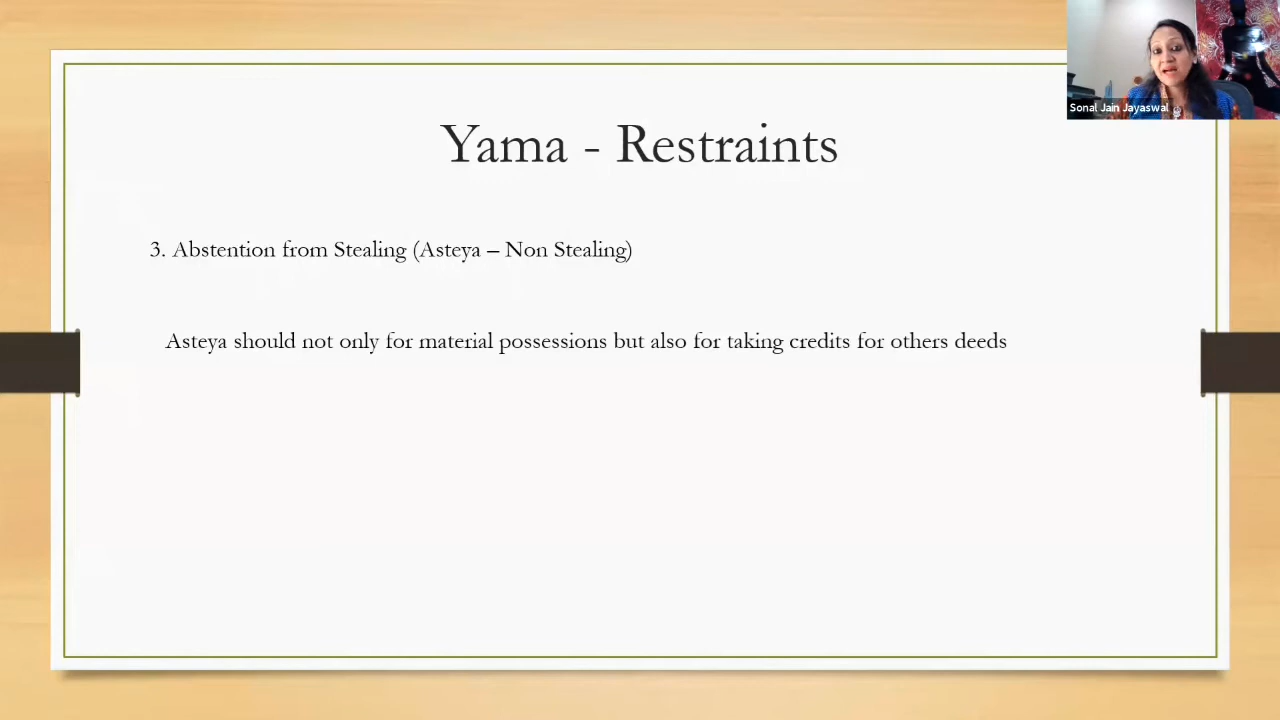 Sonal Jain Jayaswal
Yama - Restraints
3. Abstention from Stealing (Asteya – Non Stealing)
Asteya should not only for material possessions but also for taking credits for others deeds